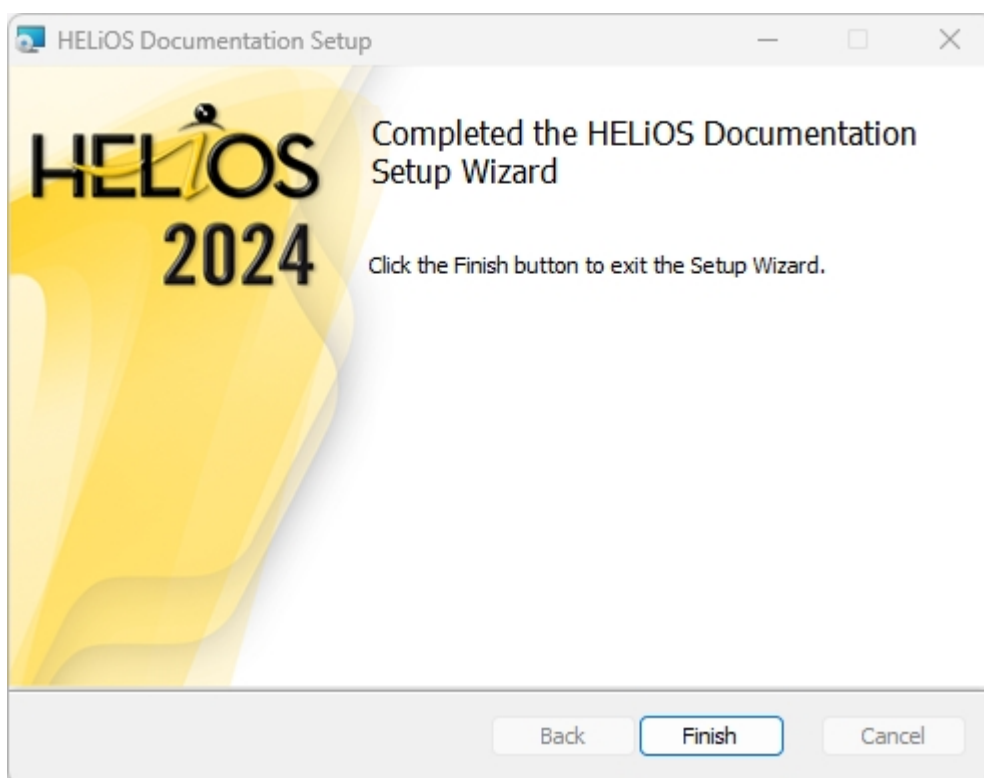 HELiOS Documentation Setup
HELiOS
2024
Completed the HELiOS Documentation
Setup Wizard
Click the Finish button to exit the Setup Wizard.
Back
Finish
Cancel